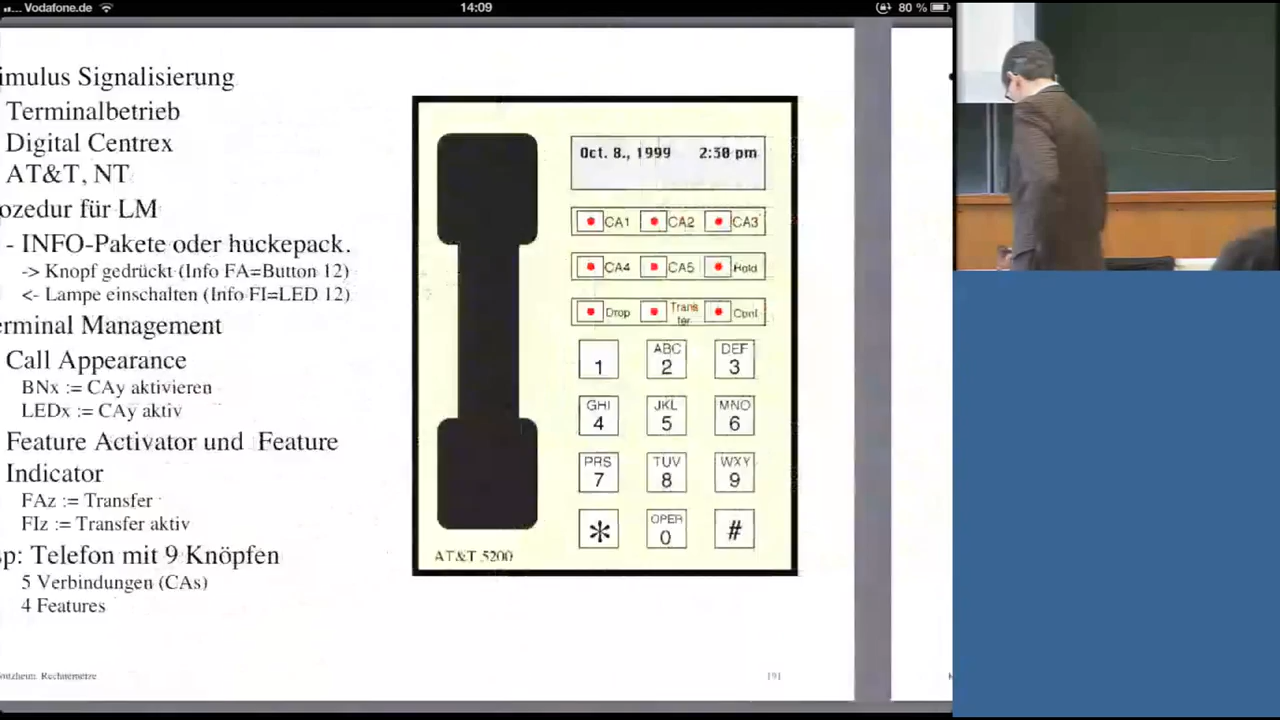 ...Vodafone.de
14:09
80 %
imulus Signalisierung
Terminalbetrieb
Digital Centrex
AT&T, NT
ozedur für LM
- INFO-Pakete oder huckepack.
-> Knopf gedrückt (Info FA=Button 12)
<- Lampe einschalten (Info FI=LED 12)
erminal Management
Call Appearance
BNx := CAy aktivieren
LEDx := CAy aktiv
Feature Activator und Feature
Indicator
FAz := Transfer
FIz := Transfer aktiv
sp: Telefon mit 9 Knöpfen
5 Verbindungen (CAs)
4 Features
Oct. 8., 1999 2:30 pm
CA1 CA2 CA3
CA4 CA5 Hold
Drop Trans Conf
fer
ABC DEF
1 2 3
GHI JKL MNO
4 5 6
PRS TUV WXY
7 8 9
OPER
* 0 #
AT&T 5200
191